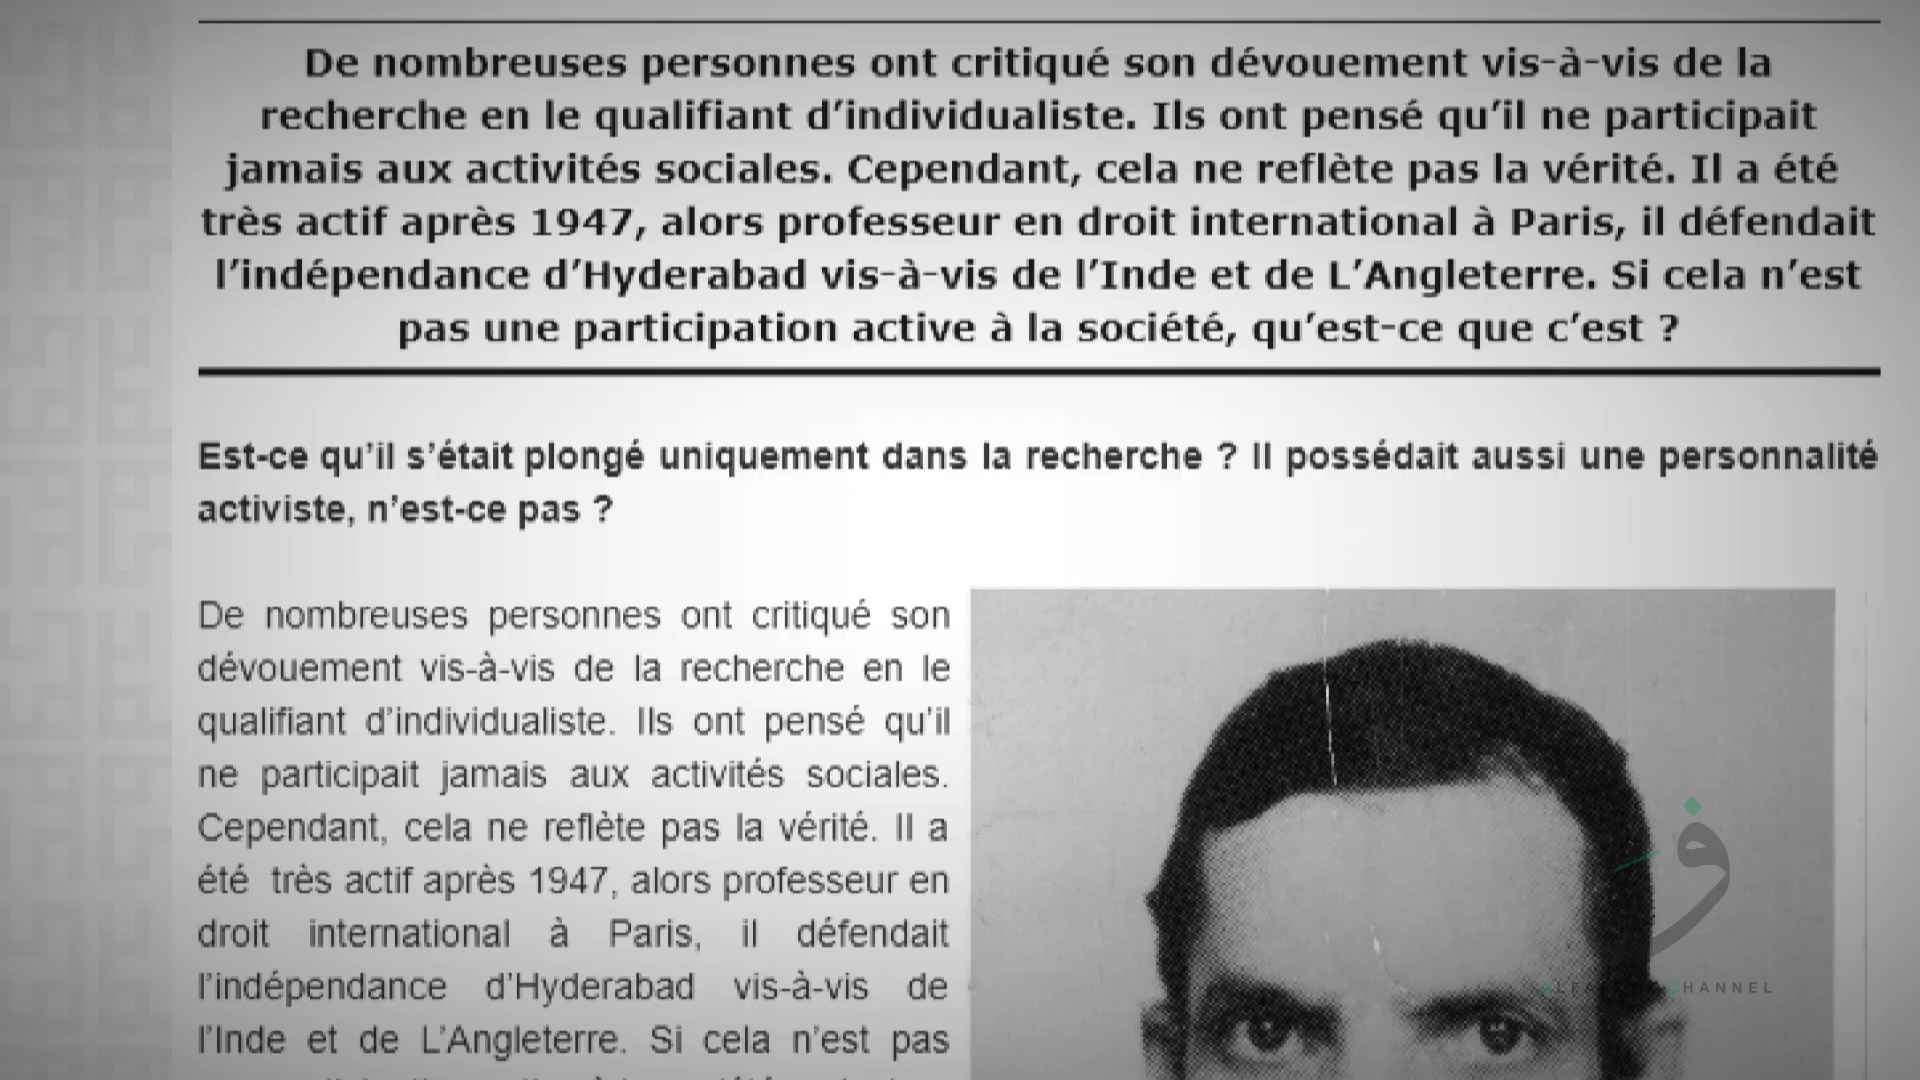 De nombreuses personnes ont critiqué son dévouement vis-à-vis de la
recherche en le qualifiant d’individualiste. Ils ont pensé qu’il ne participait
jamais aux activités sociales. Cependant, cela ne reflète pas la vérité. Il a été
très actif après 1947, alors professeur en droit international à Paris, il défendait
l’indépendance d’Hyderabad vis-à-vis de l’Inde et de L’Angleterre. Si cela n’est
pas une participation active à la société, qu’est-ce que c’est ?
Est-ce qu’il s’était plongé uniquement dans la recherche ? Il possédait aussi une personnalité
activiste, n’est-ce pas ?
De nombreuses personnes ont critiqué son
dévouement vis-à-vis de la recherche en le
qualifiant d’individualiste. Ils ont pensé qu’il
ne participait jamais aux activités sociales.
Cependant, cela ne reflète pas la vérité. Il a
été très actif après 1947, alors professeur en
droit international à Paris, il défendait
l’indépendance d’Hyderabad vis-à-vis de
l’Inde et de L’Angleterre. Si cela n’est pas
CHANNEL